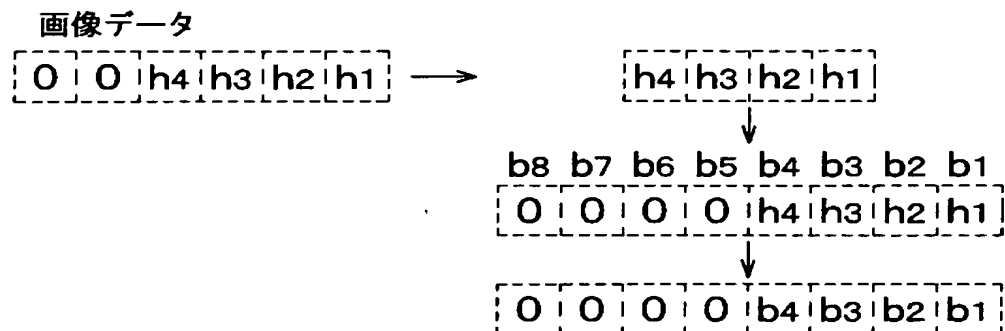 画像データ
0 0 h4 h3 h2 h1
h4 h3 h2 h1
b8 b7 b6 b5 b4 b3 b2 b1
0 0 0 0 h4 h3 h2 h1
0 0 0 0 b4 b3 b2 b1